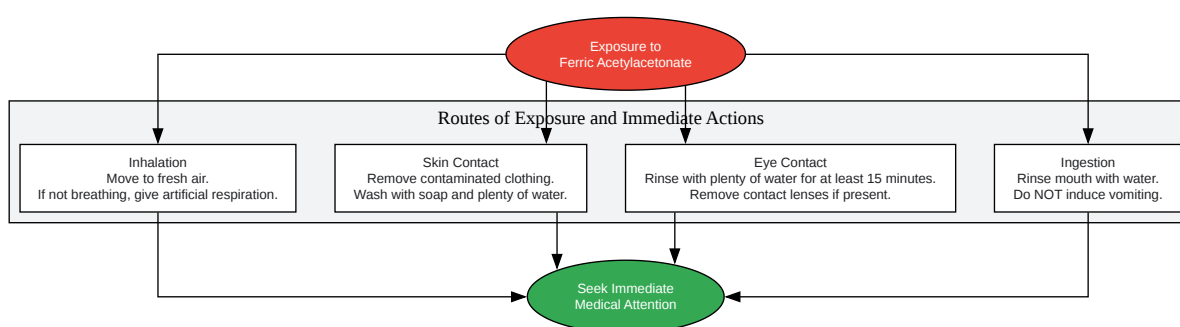 Exposure to
Ferric Acetylacetonate
Routes of Exposure and Immediate Actions
Inhalation
Move to fresh air.
If not breathing, give artificial respiration.
Skin Contact
Remove contaminated clothing.
Wash with soap and plenty of water.
Eye Contact
Rinse with plenty of water for at least 15 minutes.
Remove contact lenses if present.
Ingestion
Rinse mouth with water.
Do NOT induce vomiting.
Seek Immediate
Medical Attention